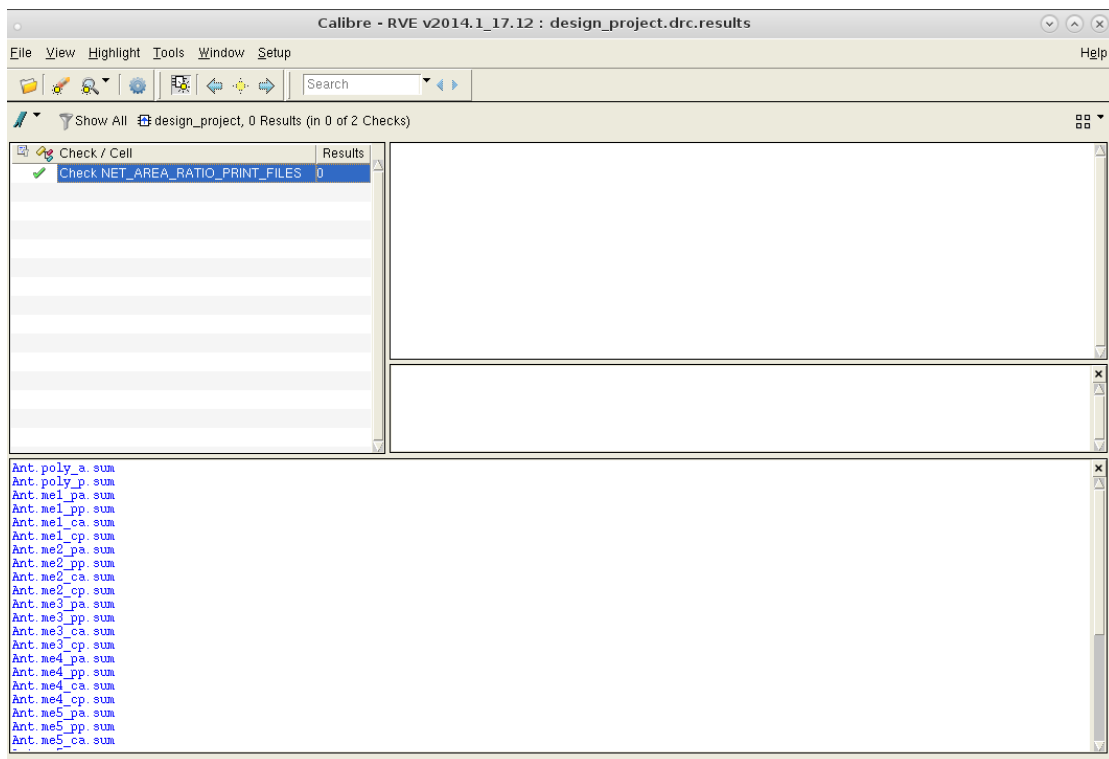 Calibre - RVE v2014.1_17.12 : design_project.drc.results
File View Highlight Tools Window Setup Help
Search
Show All design_project, 0 Results (in 0 of 2 Checks)
Check / Cell Results
Check NET_AREA_RATIO_PRINT_FILES 0
Ant.poly_a.sum
Ant.poly_p.sum
Ant.me1_pa.sum
Ant.me1_pp.sum
Ant.me1_ca.sum
Ant.me1_cp.sum
Ant.me2_pa.sum
Ant.me2_pp.sum
Ant.me2_ca.sum
Ant.me2_cp.sum
Ant.me3_pa.sum
Ant.me3_pp.sum
Ant.me3_ca.sum
Ant.me3_cp.sum
Ant.me4_pa.sum
Ant.me4_pp.sum
Ant.me4_ca.sum
Ant.me4_cp.sum
Ant.me5_pa.sum
Ant.me5_pp.sum
Ant.me5_ca.sum